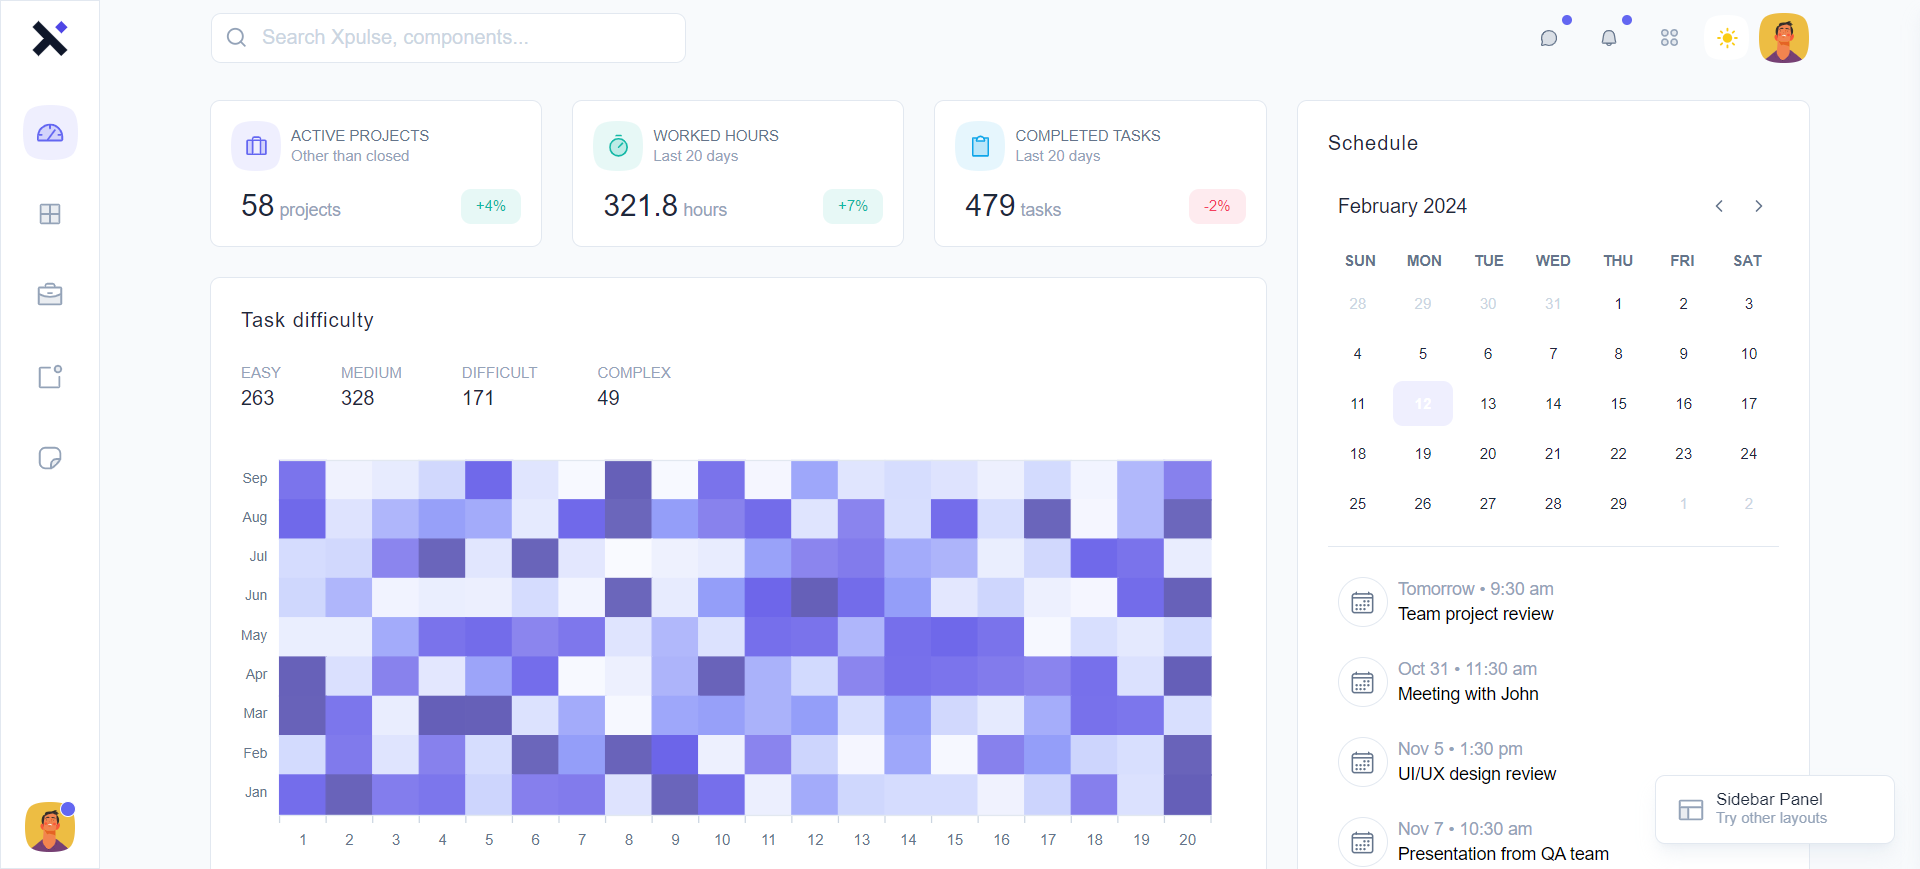 Search Xpulse, components...
ACTIVE PROJECTS
Other than closed
58 projects
+4%
WORKED HOURS
Last 20 days
321.8 hours
+7%
COMPLETED TASKS
Last 20 days
479 tasks
-2%
Task difficulty
EASY
263
MEDIUM
328
DIFFICULT
171
COMPLEX
49
Sep
Aug
Jul
Jun
May
Apr
Mar
Feb
Jan
1 2 3 4 5 6 7 8 9 10 11 12 13 14 15 16 17 18 19 20
Schedule
February 2024
SUN MON TUE WED THU FRI SAT
28 29 30 31 1 2 3
4 5 6 7 8 9 10
11 12 13 14 15 16 17
18 19 20 21 22 23 24
25 26 27 28 29 1 2
Tomorrow • 9:30 am
Team project review
Oct 31 • 11:30 am
Meeting with John
Nov 5 • 1:30 pm
UI/UX design review
Nov 7 • 10:30 am
Presentation from QA team
Sidebar Panel
Try other layouts